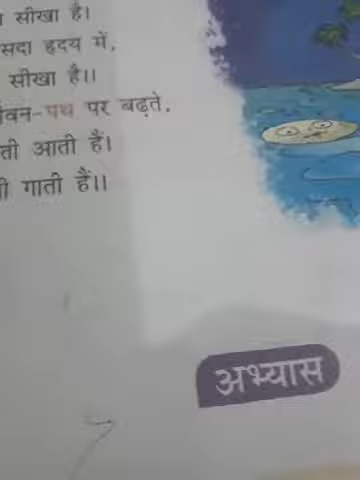 सीखा है।
सदा हृदय में,
सीखा है।।
जीवन-पथ पर बढ़ते,
आती हैं।
गाती हैं।।
अभ्यास